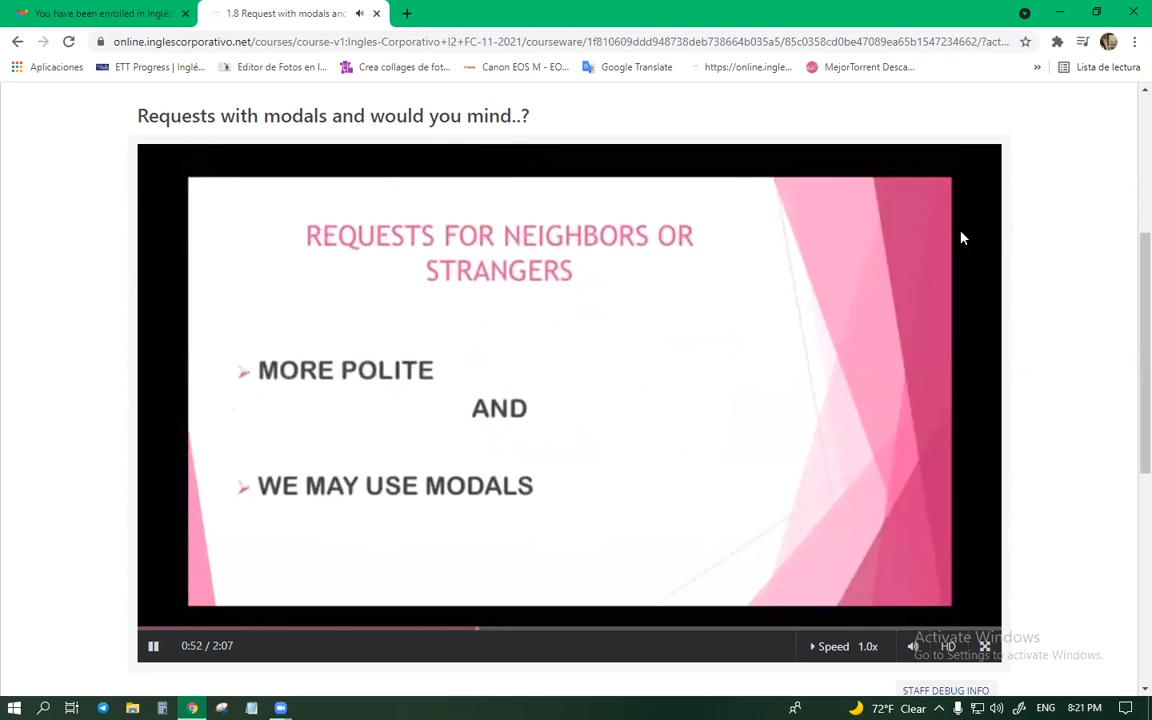 You have been enrolled in Inglés
1.8 Request with modals and
online.inglescorporativo.net/courses/course-v1:Ingles-Corporativo+I2+FC-11-2021/courseware/1f810609ddd948738deb738664b035a5/85c0358cd0be47089ea65b1547234662/?act...
Aplicaciones
ETT Progress | Inglé...
Editor de Fotos en l...
Crea collages de fot...
Canon EOS M - EO...
Google Translate
https://online.ingle...
MejorTorrent Desca...
»
Lista de lectura
Requests with modals and would you mind..?
REQUESTS FOR NEIGHBORS OR
STRANGERS
MORE POLITE
AND
WE MAY USE MODALS
0:52 / 2:07
Speed 1.0x
HD
Activate Windows
Go to Settings to activate Windows.
STAFF DEBUG INFO
72°F Clear
ENG
8:21 PM